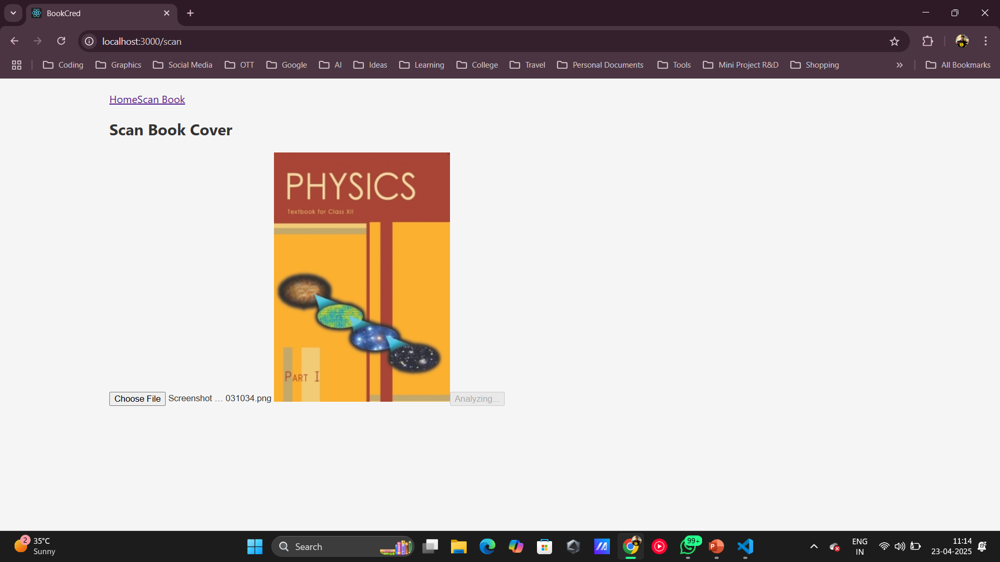 BookCred
localhost:3000/scan
Coding Graphics Social Media OTT Google AI Ideas Learning College Travel Personal Documents Tools Mini Project R&D Shopping » All Bookmarks
HomeScan Book
Scan Book Cover
PHYSICS
Textbook for Class XII
PART I
Choose File Screenshot ... 031034.png Analyzing...
2 35°C
Sunny
Search
99+
ENG
IN
11:14
23-04-2025